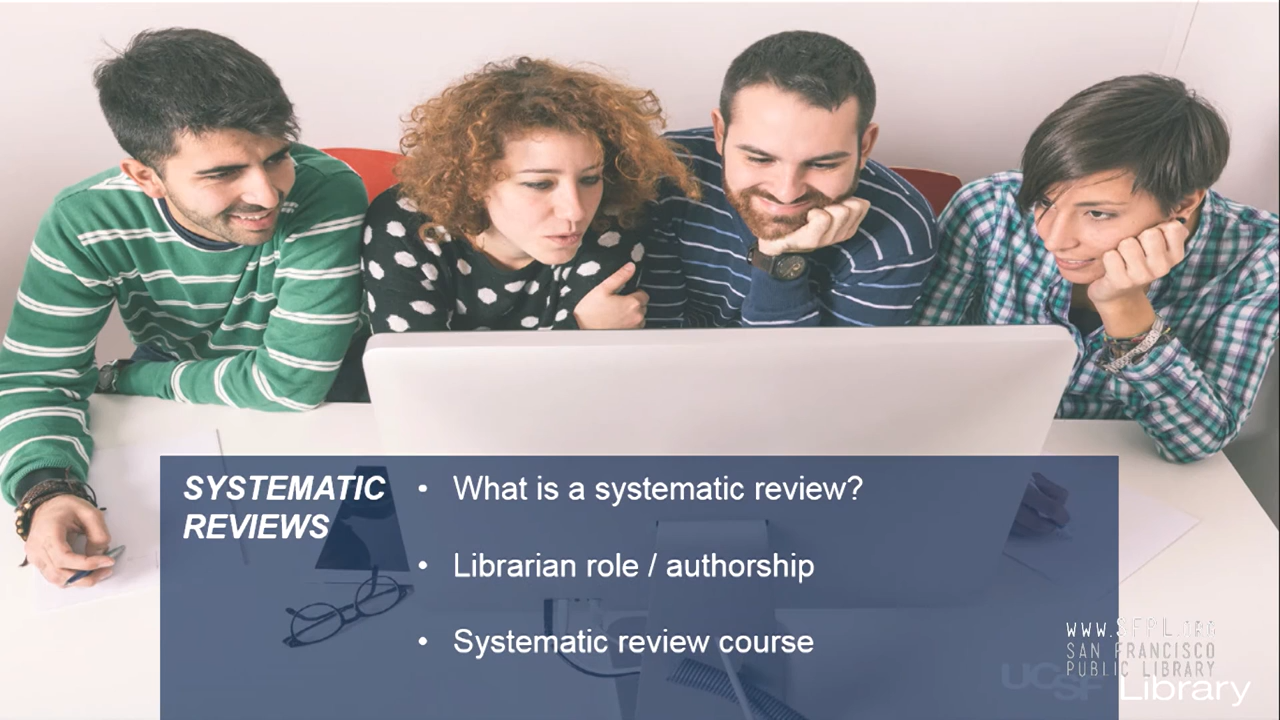 SYSTEMATIC
REVIEWS
• What is a systematic review?
• Librarian role / authorship
• Systematic review course
WWW.SFPL.ORG
SAN FRANCISCO
PUBLIC LIBRARY
UCSF Library